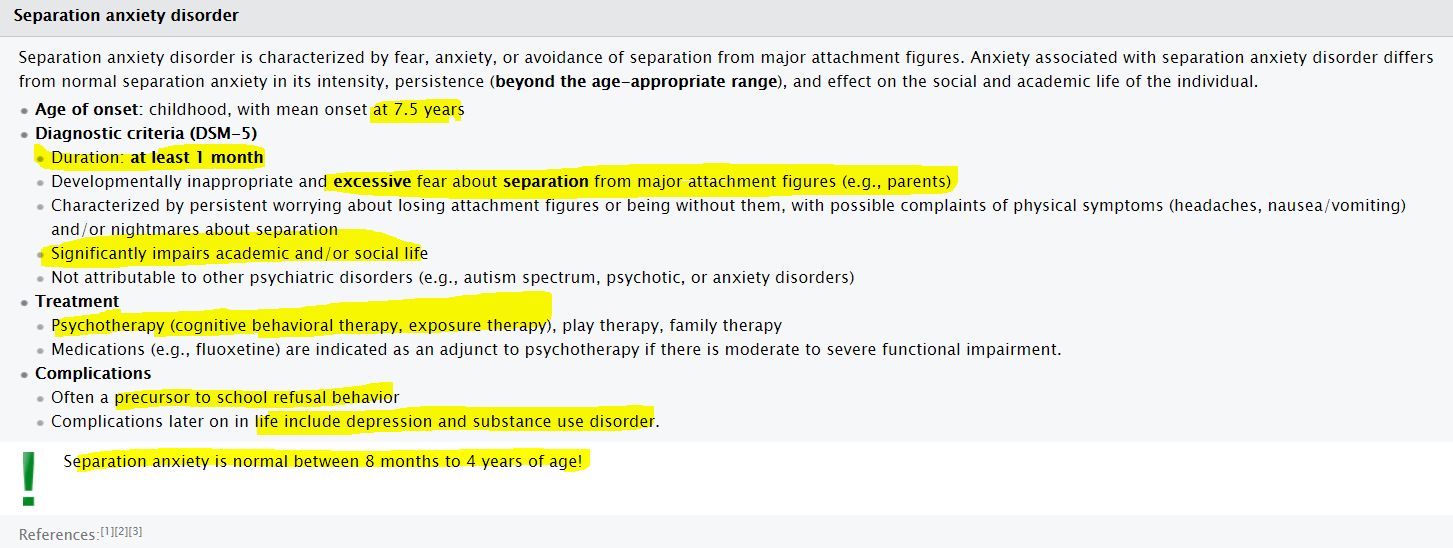 Separation anxiety disorder
Separation anxiety disorder is characterized by fear, anxiety, or avoidance of separation from major attachment figures. Anxiety associated with separation anxiety disorder differs
from normal separation anxiety in its intensity, persistence (beyond the age-appropriate range), and effect on the social and academic life of the individual.
Age of onset: childhood, with mean onset at 7.5 years
Diagnostic criteria (DSM-5)
Duration: at least 1 month
Developmentally inappropriate and excessive fear about separation from major attachment figures (e.g., parents)
Characterized by persistent worrying about losing attachment figures or being without them, with possible complaints of physical symptoms (headaches, nausea/vomiting)
and/or nightmares about separation
Significantly impairs academic and/or social life
Not attributable to other psychiatric disorders (e.g., autism spectrum, psychotic, or anxiety disorders)
Treatment
Psychotherapy (cognitive behavioral therapy, exposure therapy), play therapy, family therapy
Medications (e.g., fluoxetine) are indicated as an adjunct to psychotherapy if there is moderate to severe functional impairment.
Complications
Often a precursor to school refusal behavior
Complications later on in life include depression and substance use disorder.
Separation anxiety is normal between 8 months to 4 years of age!
References:[1][2][3]